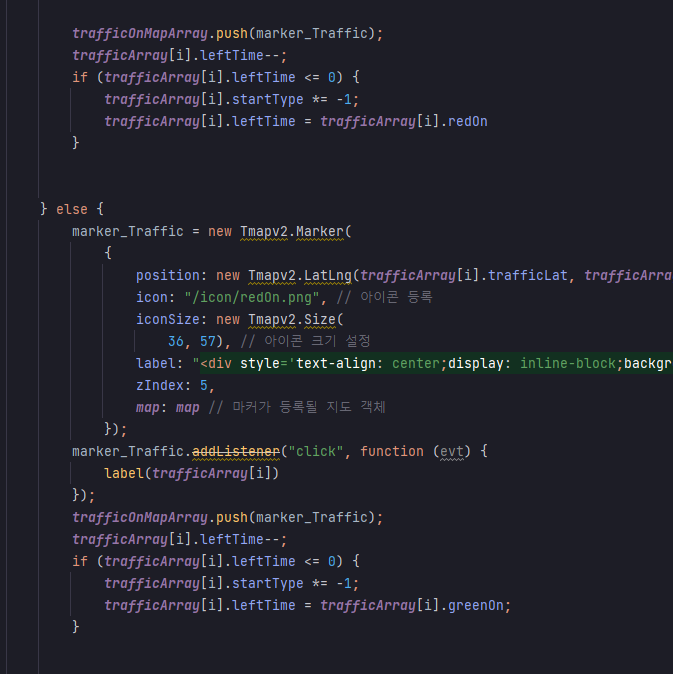 trafficOnMapArray.push(marker_Traffic);
trafficArray[i].leftTime--;
if (trafficArray[i].leftTime <= 0) {
trafficArray[i].startType *= -1;
trafficArray[i].leftTime = trafficArray[i].redOn
}
} else {
marker_Traffic = new Tmapv2.Marker(
{
position: new Tmapv2.LatLng(trafficArray[i].trafficLat, trafficArra
icon: "/icon/redOn.png", // 아이콘 등록
iconSize: new Tmapv2.Size(
36, 57), // 아이콘 크기 설정
label: "<div style='text-align: center;display: inline-block;backgr
zIndex: 5,
map: map // 마커가 등록될 지도 객체
});
marker_Traffic.addListener("click", function (evt) {
label(trafficArray[i])
});
trafficOnMapArray.push(marker_Traffic);
trafficArray[i].leftTime--;
if (trafficArray[i].leftTime <= 0) {
trafficArray[i].startType *= -1;
trafficArray[i].leftTime = trafficArray[i].greenOn;
}